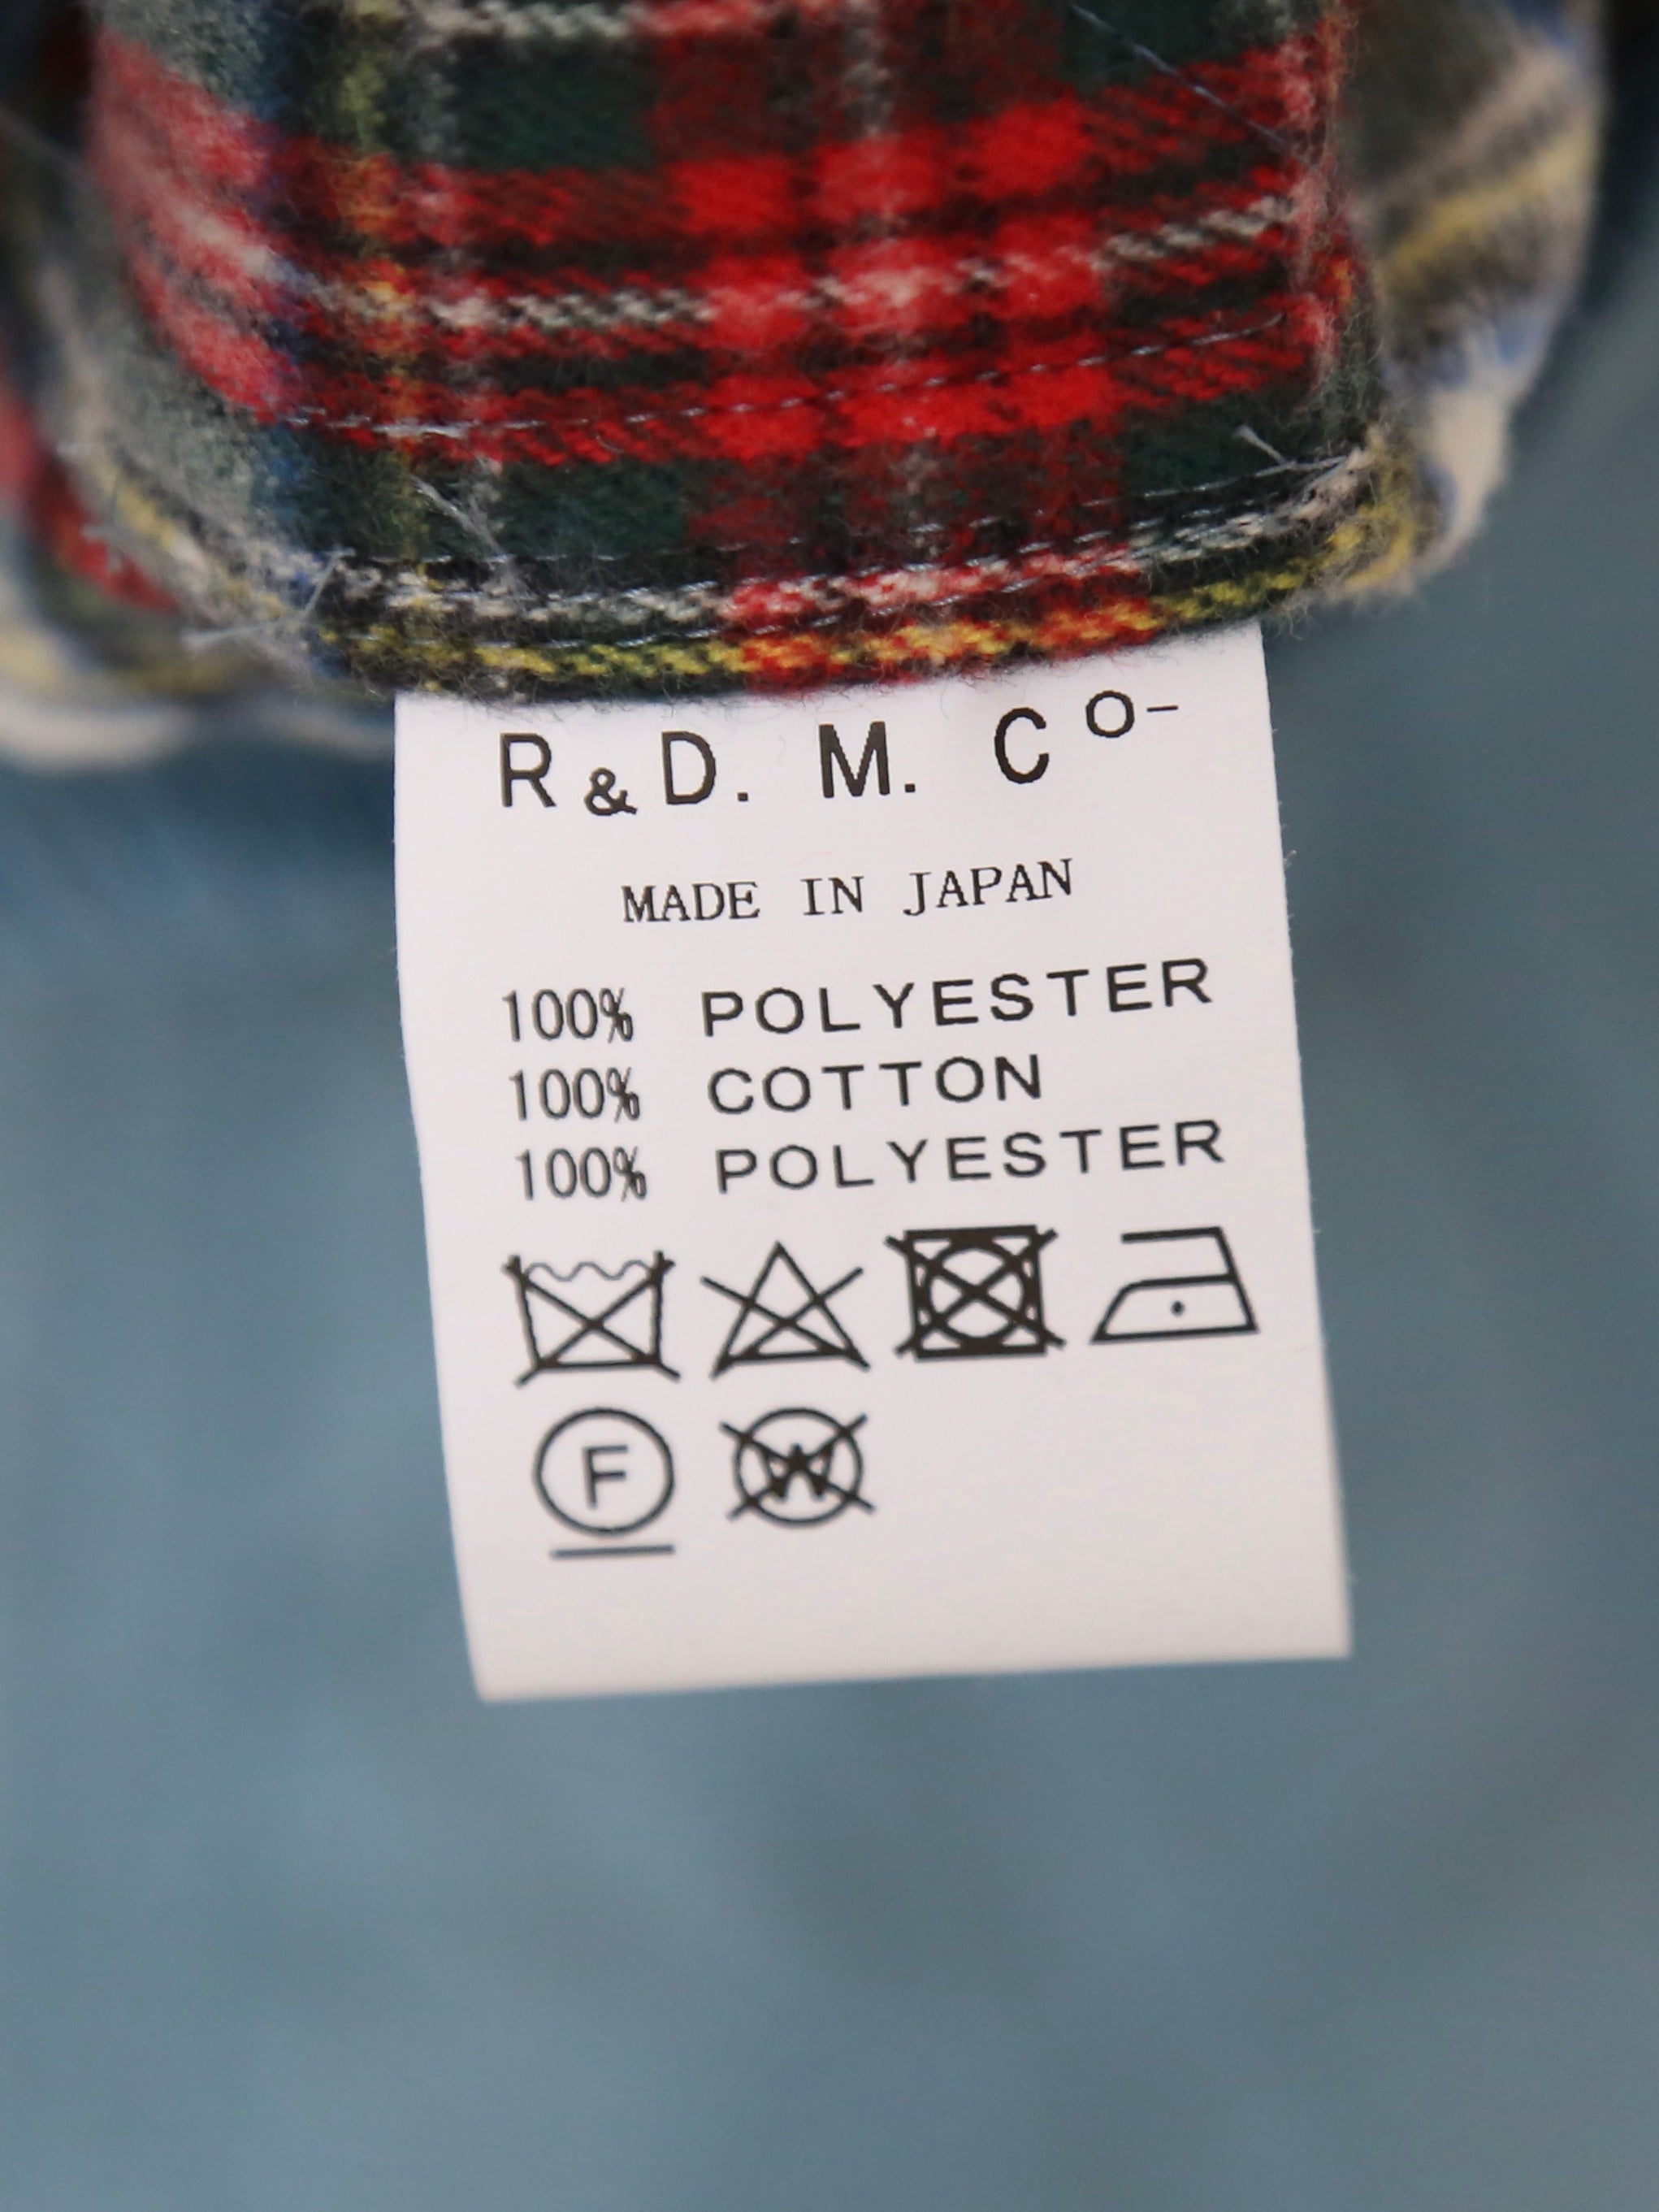 R&D. M. Co-
MADE IN JAPAN
100% POLYESTER
100% COTTON
100% POLYESTER
F
W